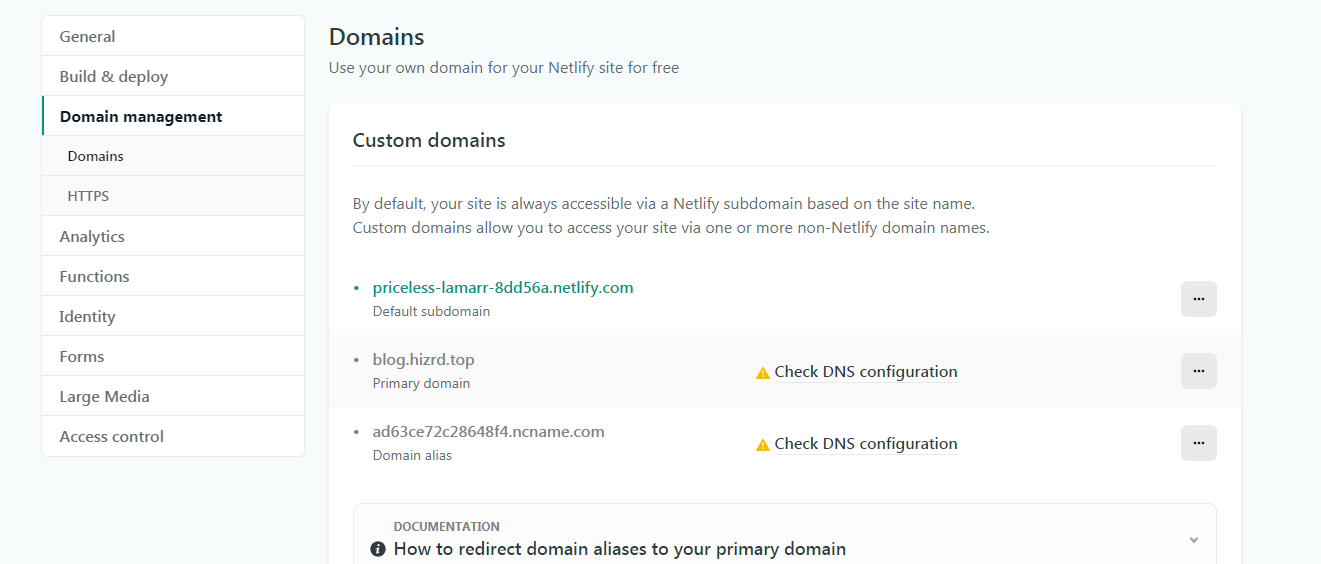 General
Build & deploy
Domain management
Domains
HTTPS
Analytics
Functions
Identity
Forms
Large Media
Access control
Domains
Use your own domain for your Netlify site for free
Custom domains
By default, your site is always accessible via a Netlify subdomain based on the site name.
Custom domains allow you to access your site via one or more non-Netlify domain names.
• priceless-lamarr-8dd56a.netlify.com
Default subdomain
• blog.hizrd.top
Primary domain
Check DNS configuration
• ad63ce72c28648f4.ncname.com
Domain alias
Check DNS configuration
DOCUMENTATION
How to redirect domain aliases to your primary domain